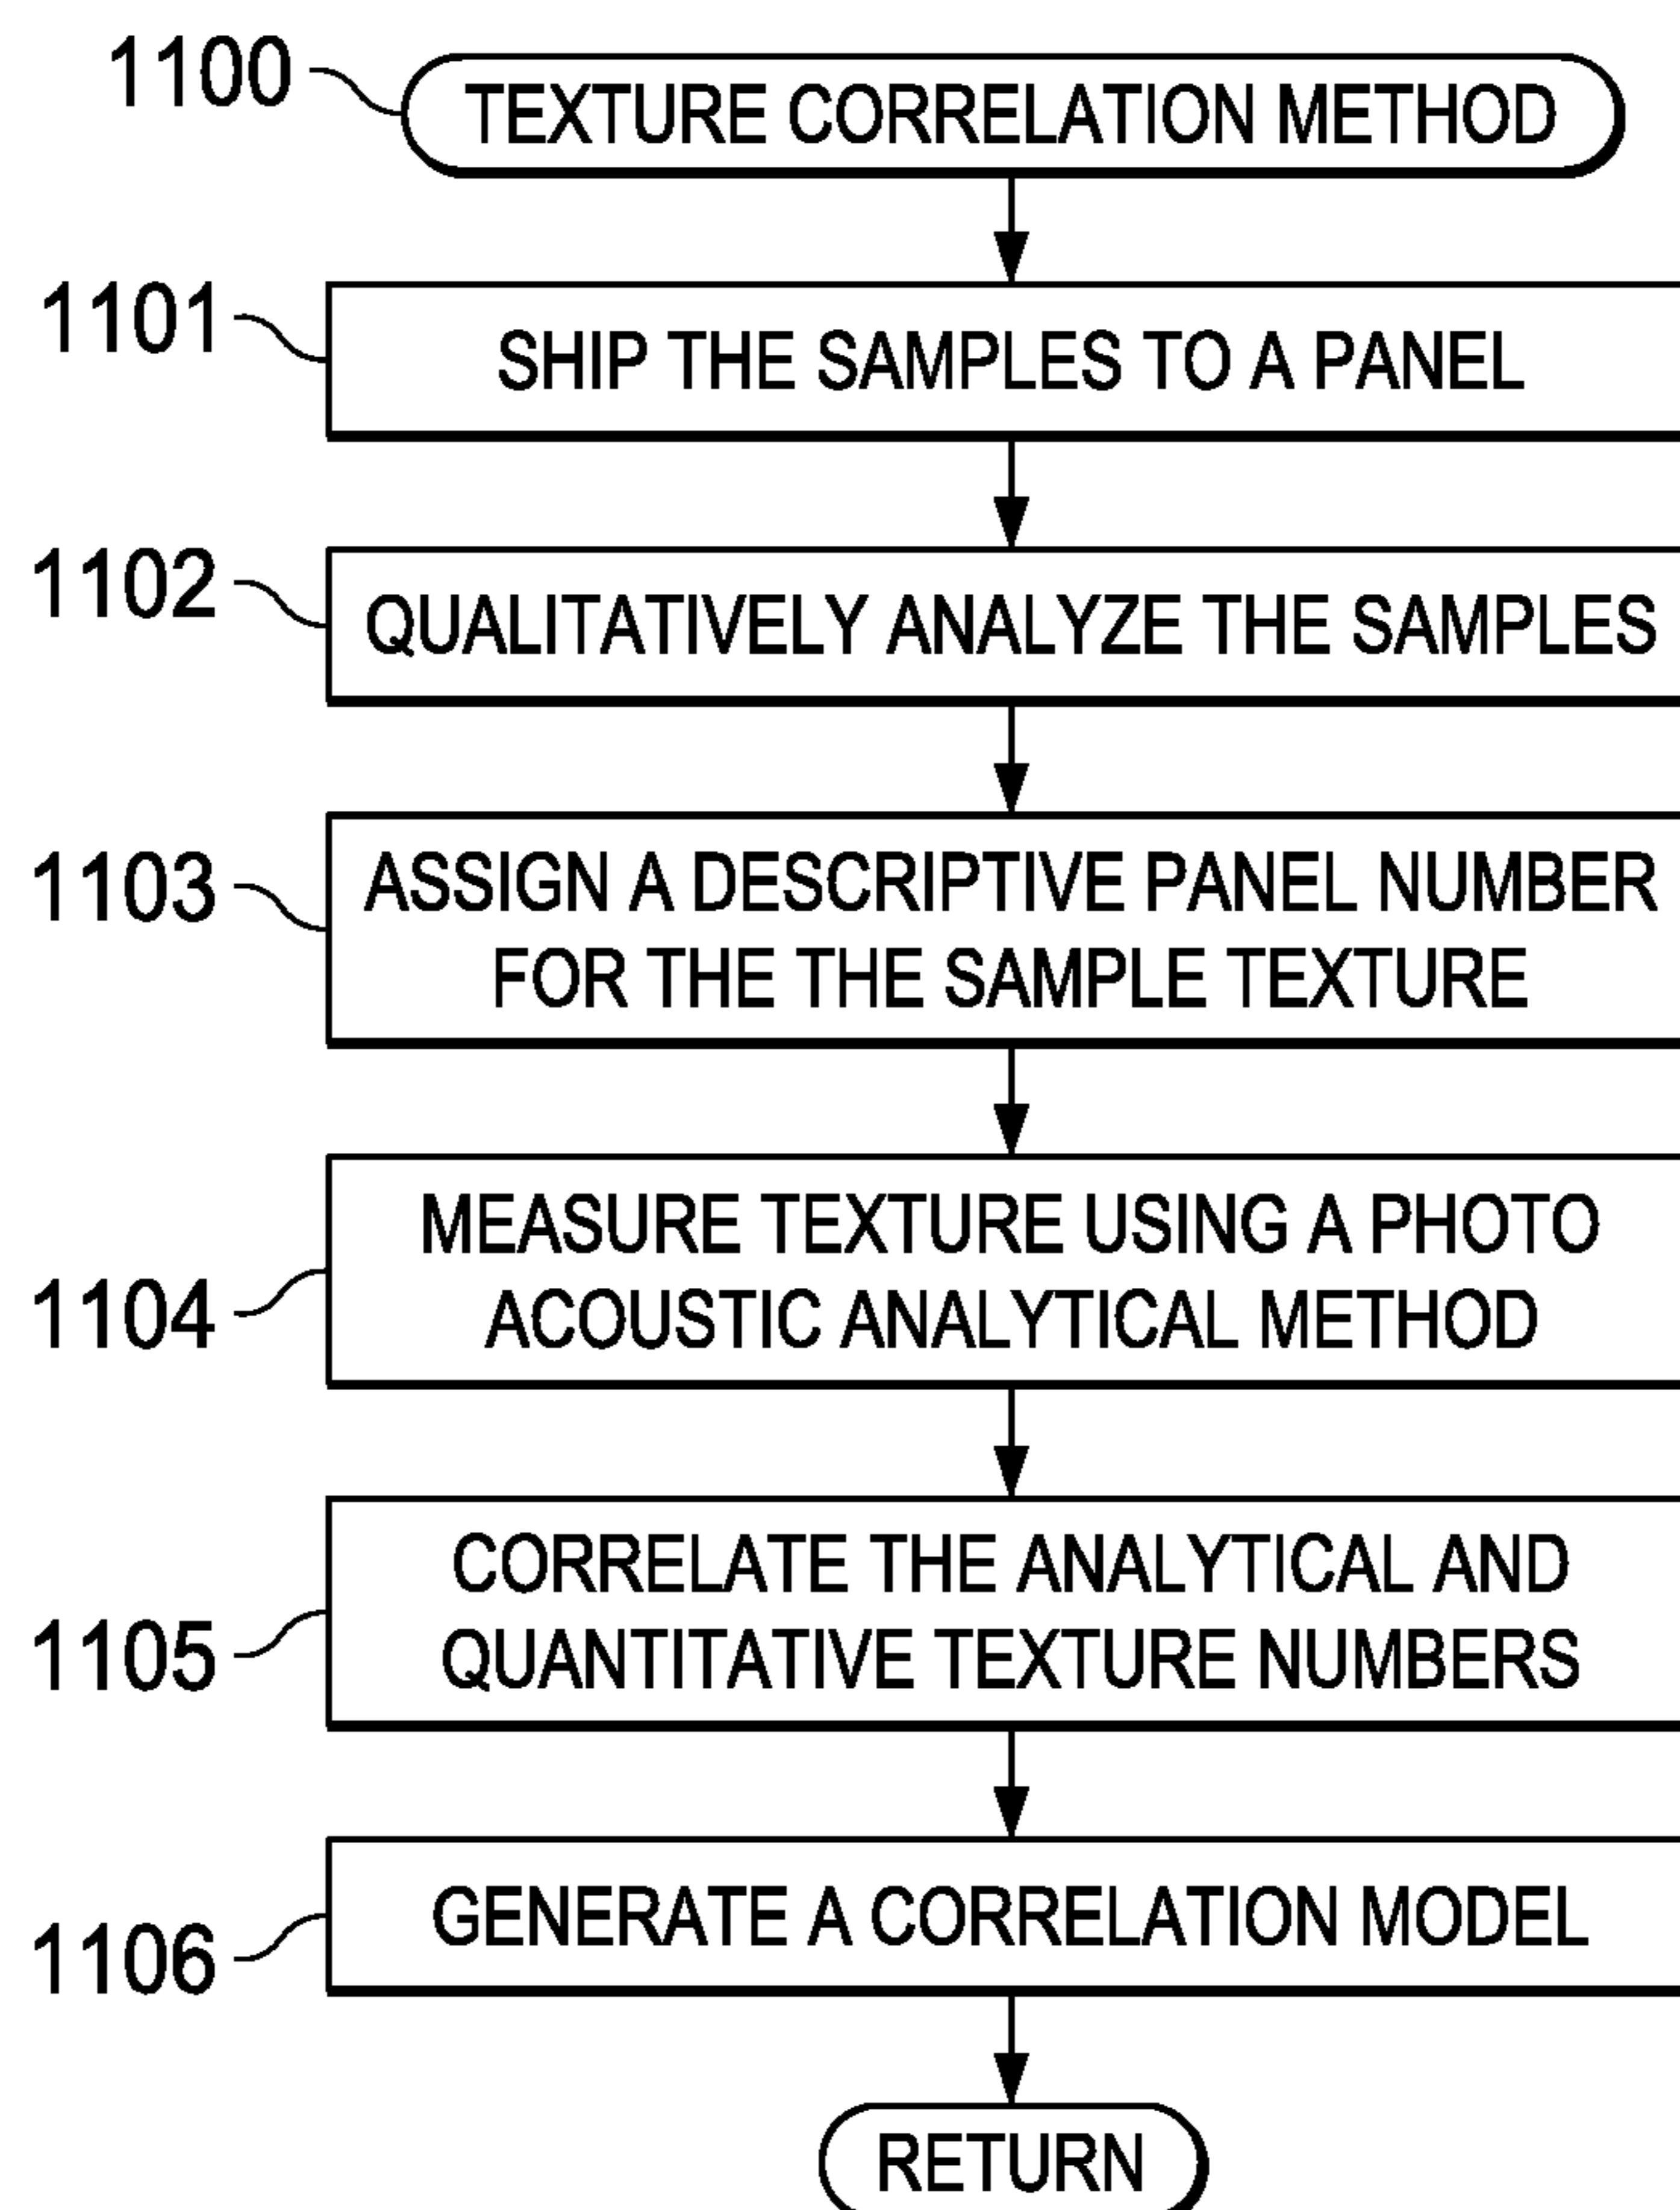 1100
TEXTURE CORRELATION METHOD
1101
SHIP THE SAMPLES TO A PANEL
1102
QUALITATIVELY ANALYZE THE SAMPLES
1103
ASSIGN A DESCRIPTIVE PANEL NUMBER
FOR THE THE SAMPLE TEXTURE
1104
MEASURE TEXTURE USING A PHOTO
ACOUSTIC ANALYTICAL METHOD
1105
CORRELATE THE ANALYTICAL AND
QUANTITATIVE TEXTURE NUMBERS
1106
GENERATE A CORRELATION MODEL
RETURN